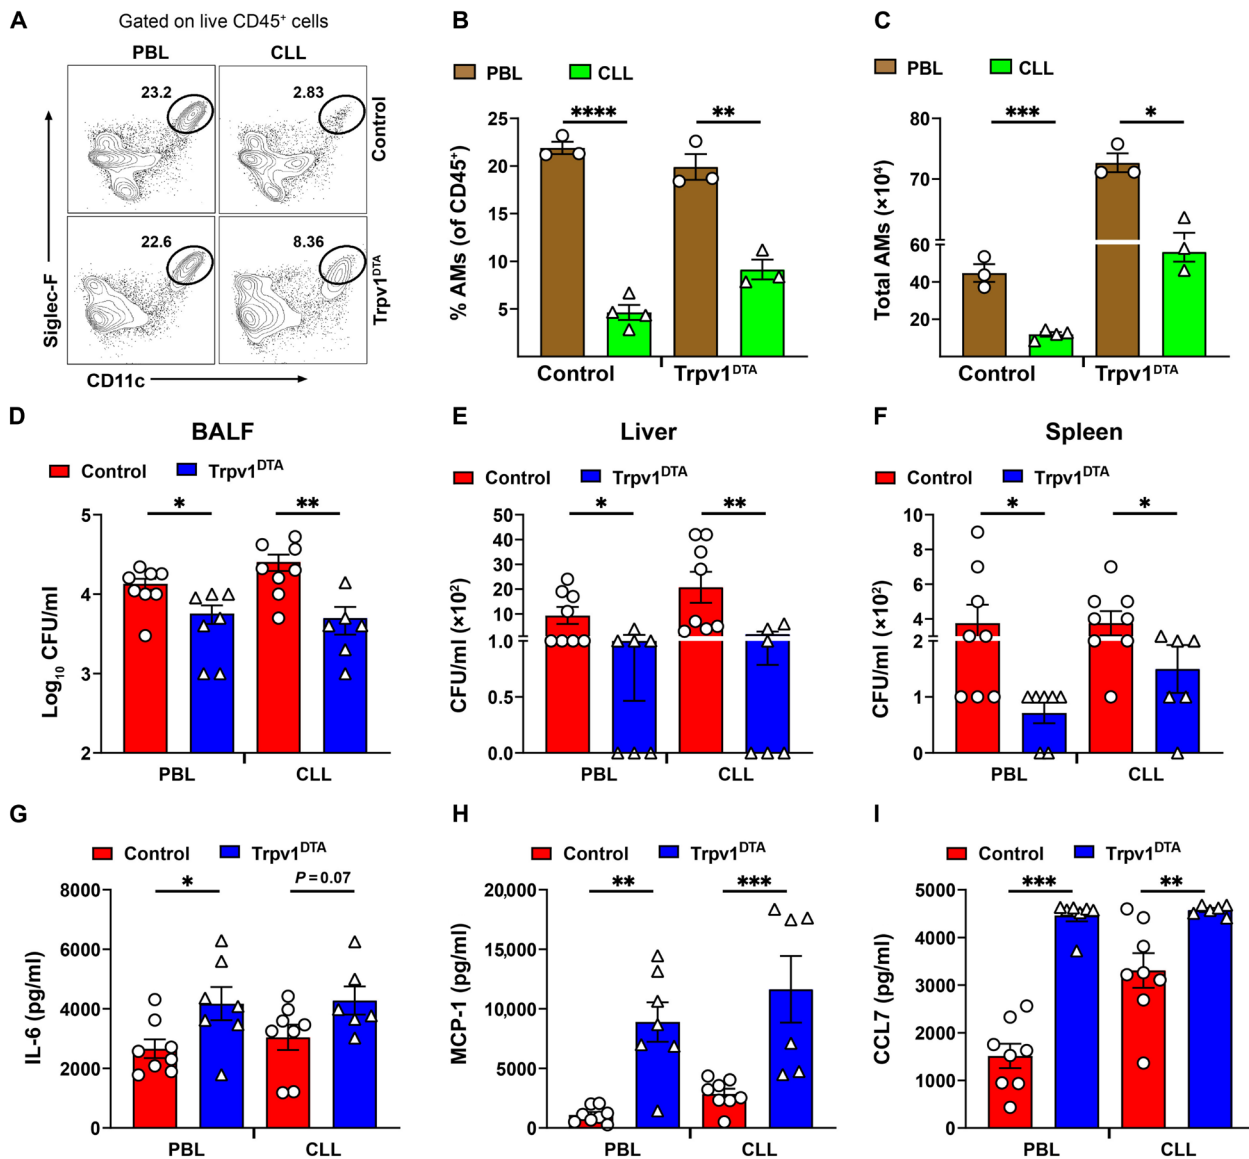 A
Gated on live CD45⁺ cells
PBL CLL
23.2 2.83
Control
22.6 8.36
Trpv1ᴰᵀᴬ
Siglec-F
CD11c
B
PBL CLL
**** **
% AMs (of CD45⁺)
25
20
15
10
5
Control Trpv1ᴰᵀᴬ
C
PBL CLL
*** *
Total AMs (×10⁴)
80
70
60
40
20
Control Trpv1ᴰᵀᴬ
D
BALF
Control Trpv1ᴰᵀᴬ
* **
Log₁₀ CFU/ml
5
4
3
2
PBL CLL
E
Liver
Control Trpv1ᴰᵀᴬ
* **
CFU/ml (×10²)
50
40
30
20
10
1.0
0.5
0.0
PBL CLL
F
Spleen
Control Trpv1ᴰᵀᴬ
* *
CFU/ml (×10²)
10
8
6
4
2
1
0
PBL CLL
G
Control Trpv1ᴰᵀᴬ
* P = 0.07
IL-6 (pg/ml)
8000
6000
4000
2000
0
PBL CLL
H
Control Trpv1ᴰᵀᴬ
** ***
MCP-1 (pg/ml)
20,000
15,000
10,000
5000
0
PBL CLL
I
Control Trpv1ᴰᵀᴬ
*** **
CCL7 (pg/ml)
5000
4000
3000
2000
1000
0
PBL CLL